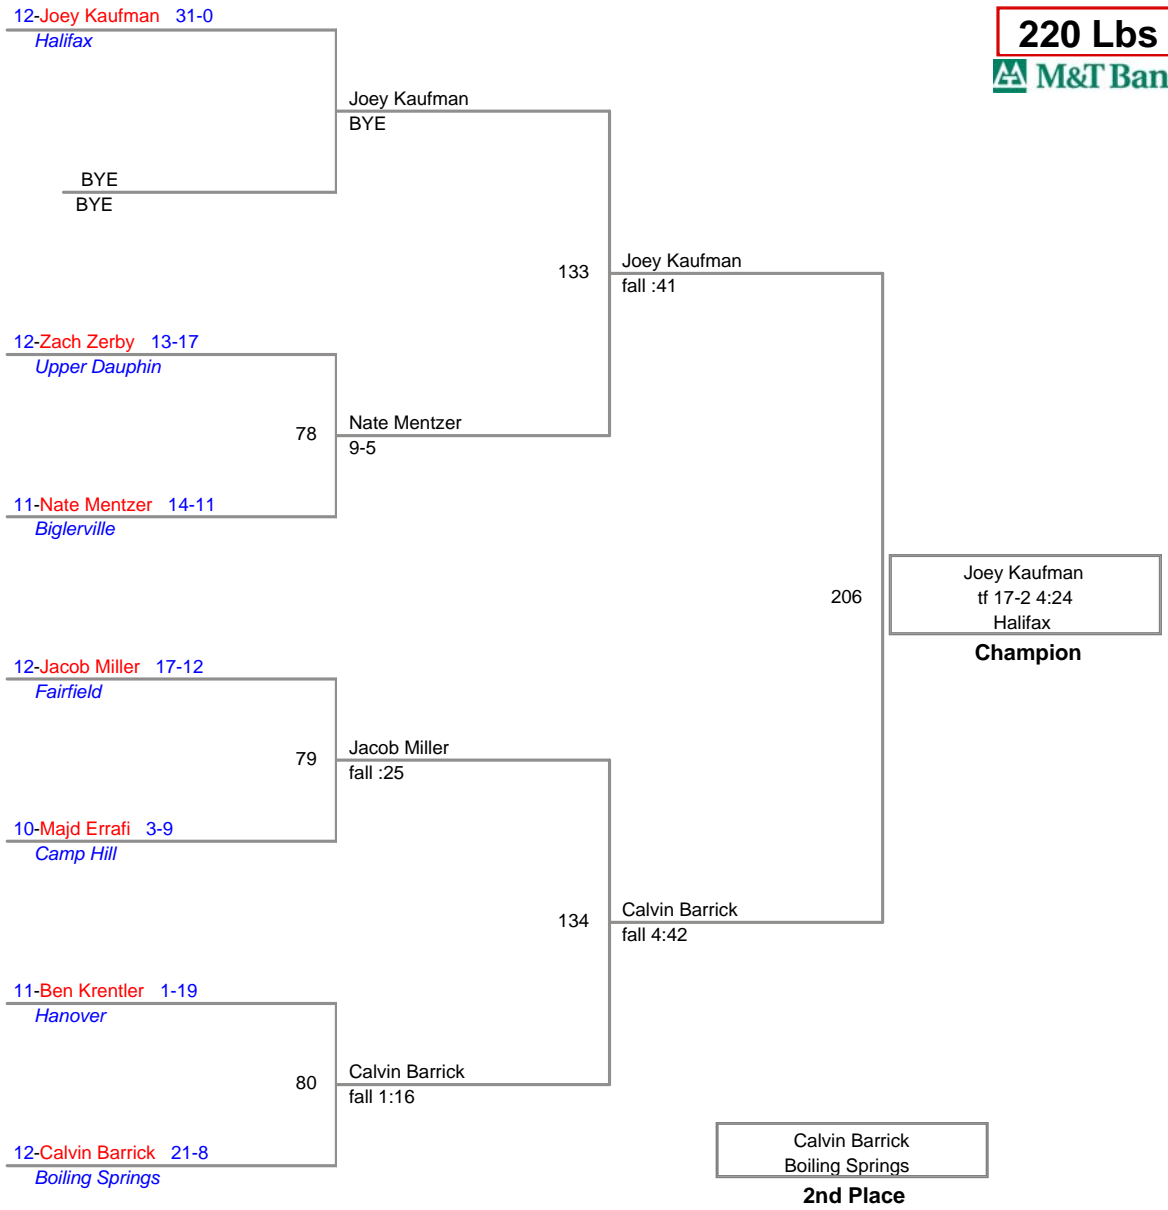 12-Joey Kaufman 31-0
Halifax
220 Lbs
M&T Ban
Joey Kaufman
BYE
BYE
BYE
133
Joey Kaufman
fall :41
12-Zach Zerby 13-17
Upper Dauphin
78
Nate Mentzer
9-5
11-Nate Mentzer 14-11
Biglerville
206
Joey Kaufman
tf 17-2 4:24
Halifax
Champion
12-Jacob Miller 17-12
Fairfield
79
Jacob Miller
fall :25
10-Majd Errafi 3-9
Camp Hill
134
Calvin Barrick
fall 4:42
11-Ben Krentler 1-19
Hanover
80
Calvin Barrick
fall 1:16
12-Calvin Barrick 21-8
Boiling Springs
Calvin Barrick
Boiling Springs
2nd Place